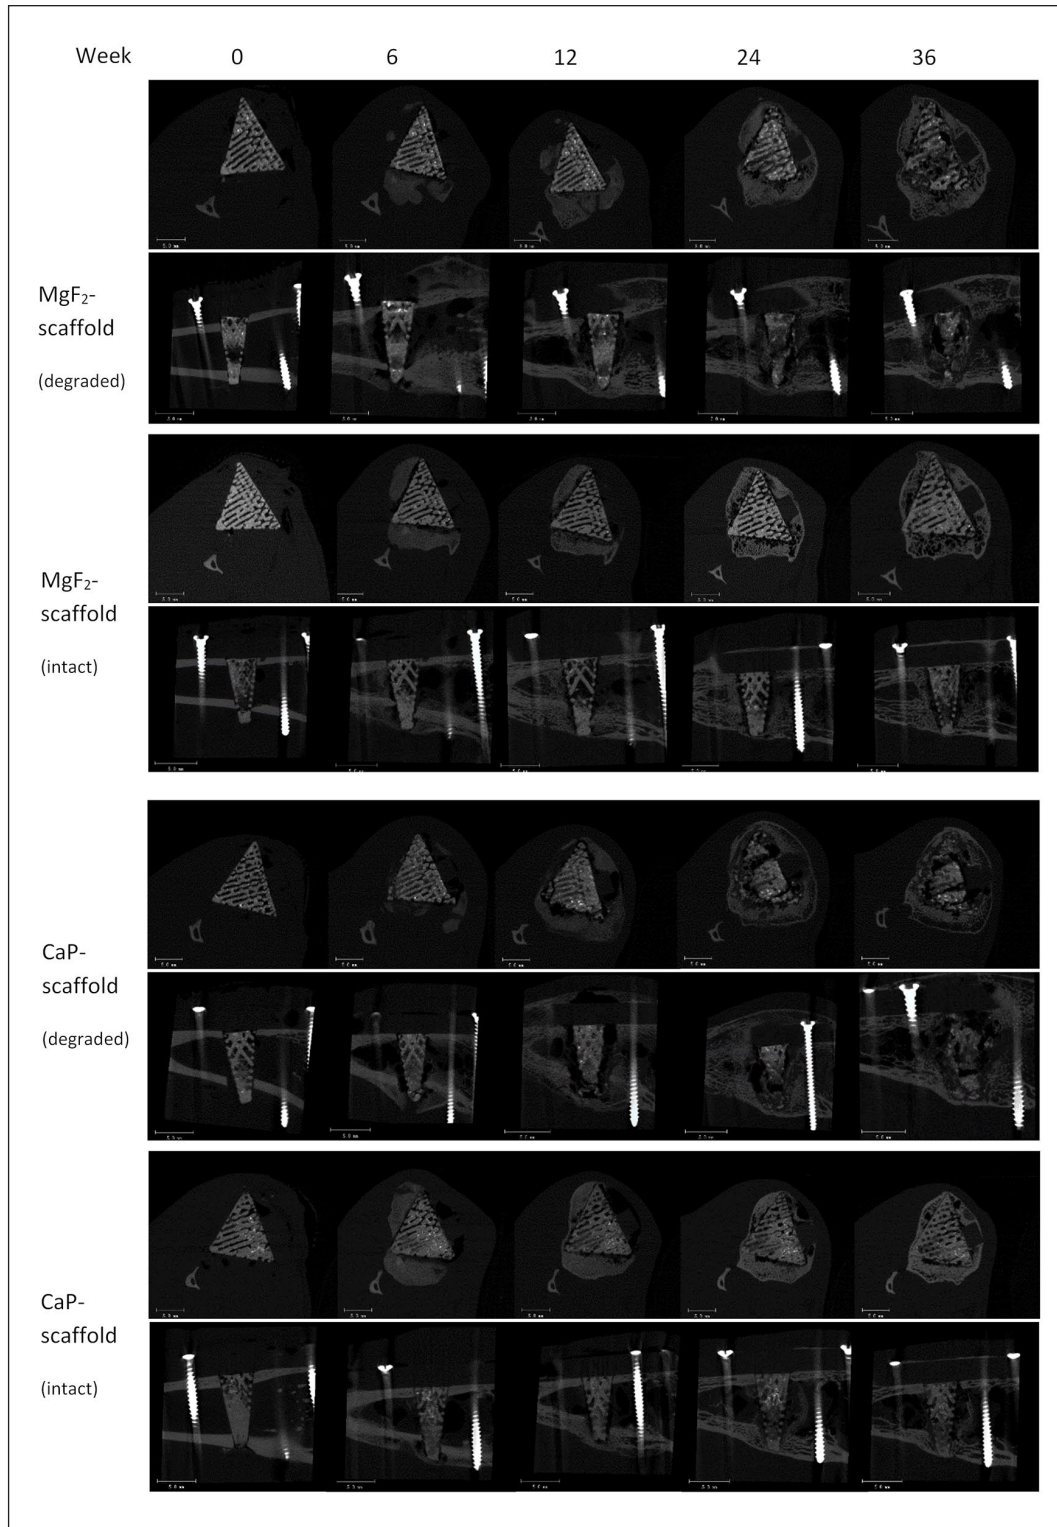 Week 0 6 12 24 36
MgF₂-
scaffold
(degraded)
MgF₂-
scaffold
(intact)
CaP-
scaffold
(degraded)
CaP-
scaffold
(intact)